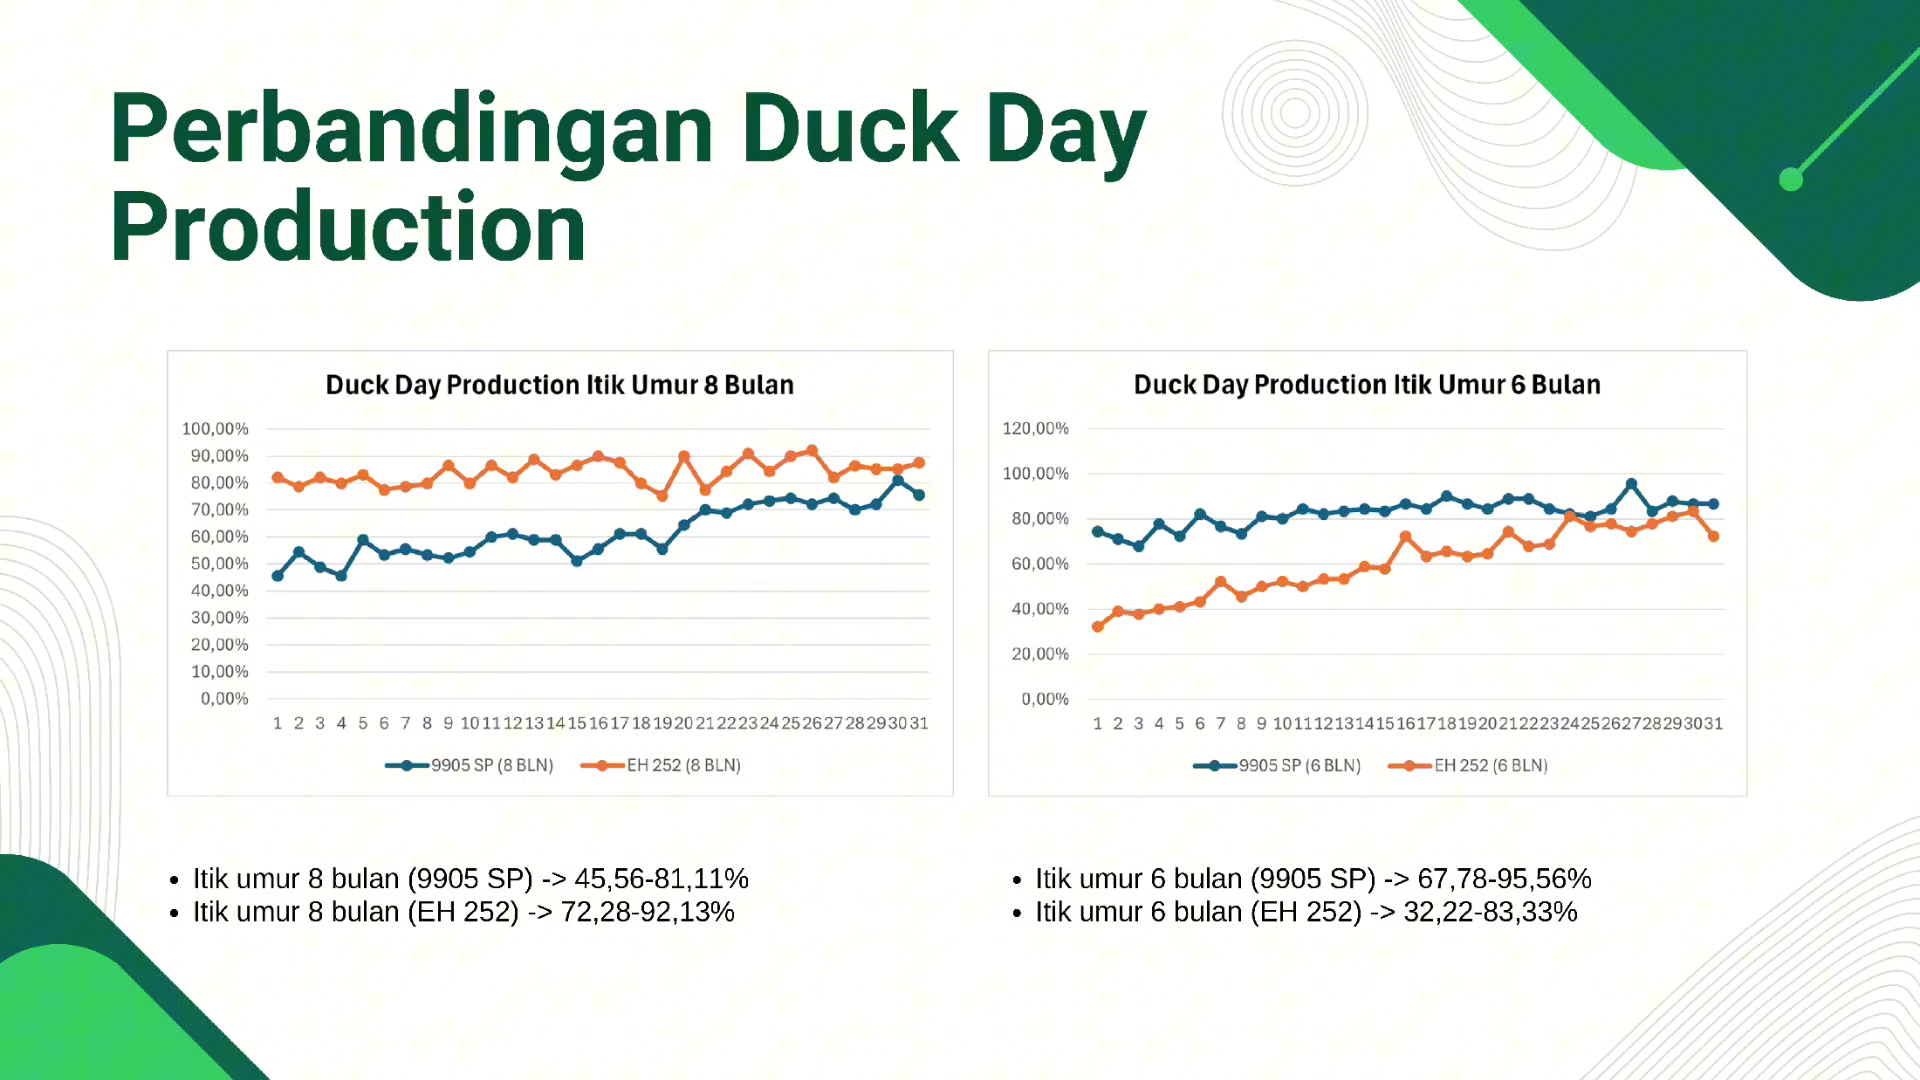 Perbandingan Duck Day
Production
Duck Day Production Itik Umur 8 Bulan
100,00%
90,00%
80,00%
70,00%
60,00%
50,00%
40,00%
30,00%
20,00%
10,00%
0,00%
1 2 3 4 5 6 7 8 9 10 11 12 13 14 15 16 17 18 19 20 21 22 23 24 25 26 27 28 29 30 31
9905 SP (8 BLN) EH 252 (8 BLN)
Duck Day Production Itik Umur 6 Bulan
120,00%
100,00%
80,00%
60,00%
40,00%
20,00%
0,00%
1 2 3 4 5 6 7 8 9 10 11 12 13 14 15 16 17 18 19 20 21 22 23 24 25 26 27 28 29 30 31
9905 SP (6 BLN) EH 252 (6 BLN)
• Itik umur 8 bulan (9905 SP) -> 45,56-81,11%
• Itik umur 8 bulan (EH 252) -> 72,28-92,13%
• Itik umur 6 bulan (9905 SP) -> 67,78-95,56%
• Itik umur 6 bulan (EH 252) -> 32,22-83,33%